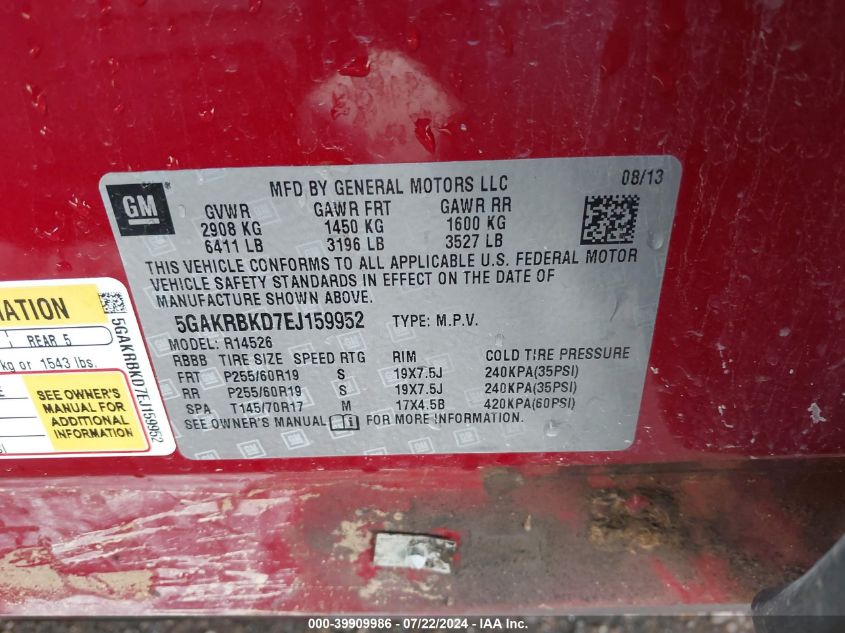 GM
MFD BY GENERAL MOTORS LLC 08/13
GVWR GAWR FRT GAWR RR
2908 KG 1450 KG 1600 KG
6411 LB 3196 LB 3527 LB
THIS VEHICLE CONFORMS TO ALL APPLICABLE U.S. FEDERAL MOTOR
VEHICLE SAFETY STANDARDS IN EFFECT ON THE DATE OF
MANUFACTURE SHOWN ABOVE.
5GAKRBKD7EJ159952 TYPE: M.P.V.
MODEL: R14526
RBBB TIRE SIZE SPEED RTG RIM COLD TIRE PRESSURE
FRT P255/60R19 S 19X7.5J 240KPA(35PSI)
RR P255/60R19 S 19X7.5J 240KPA(35PSI)
SPA T145/70R17 M 17X4.5B 420KPA(60PSI)
SEE OWNER'S MANUAL FOR MORE INFORMATION.
MATION
REAR 5
kg or 1543 lbs.
SEE OWNER'S
MANUAL FOR
ADDITIONAL
INFORMATION
5GAKRBKD7EJ159952
000-39909986 - 07/22/2024 - IAA Inc.